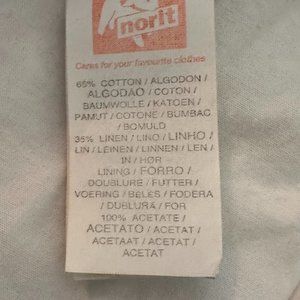 norit
Cares for your favourite clothes
65% COTTON / ALGODON /
ALGODAO / COTON /
BAUMWOLLE / KATOEN /
PAMUT / COTONE / BUMBAC
/ BOMULD
35% LINEN / LINO / LINHO /
LIN / LEINEN / LINNEN / LEN /
IN / HØR
LINING / FORRO /
DOUBLURE / FUTTER /
VOERING / BÉLÉS / FODERA
/ DUBLURA / FOR
100% ACETATE /
ACETATO / ACETAT /
ACETAAT / ACETAT /
ACETAT